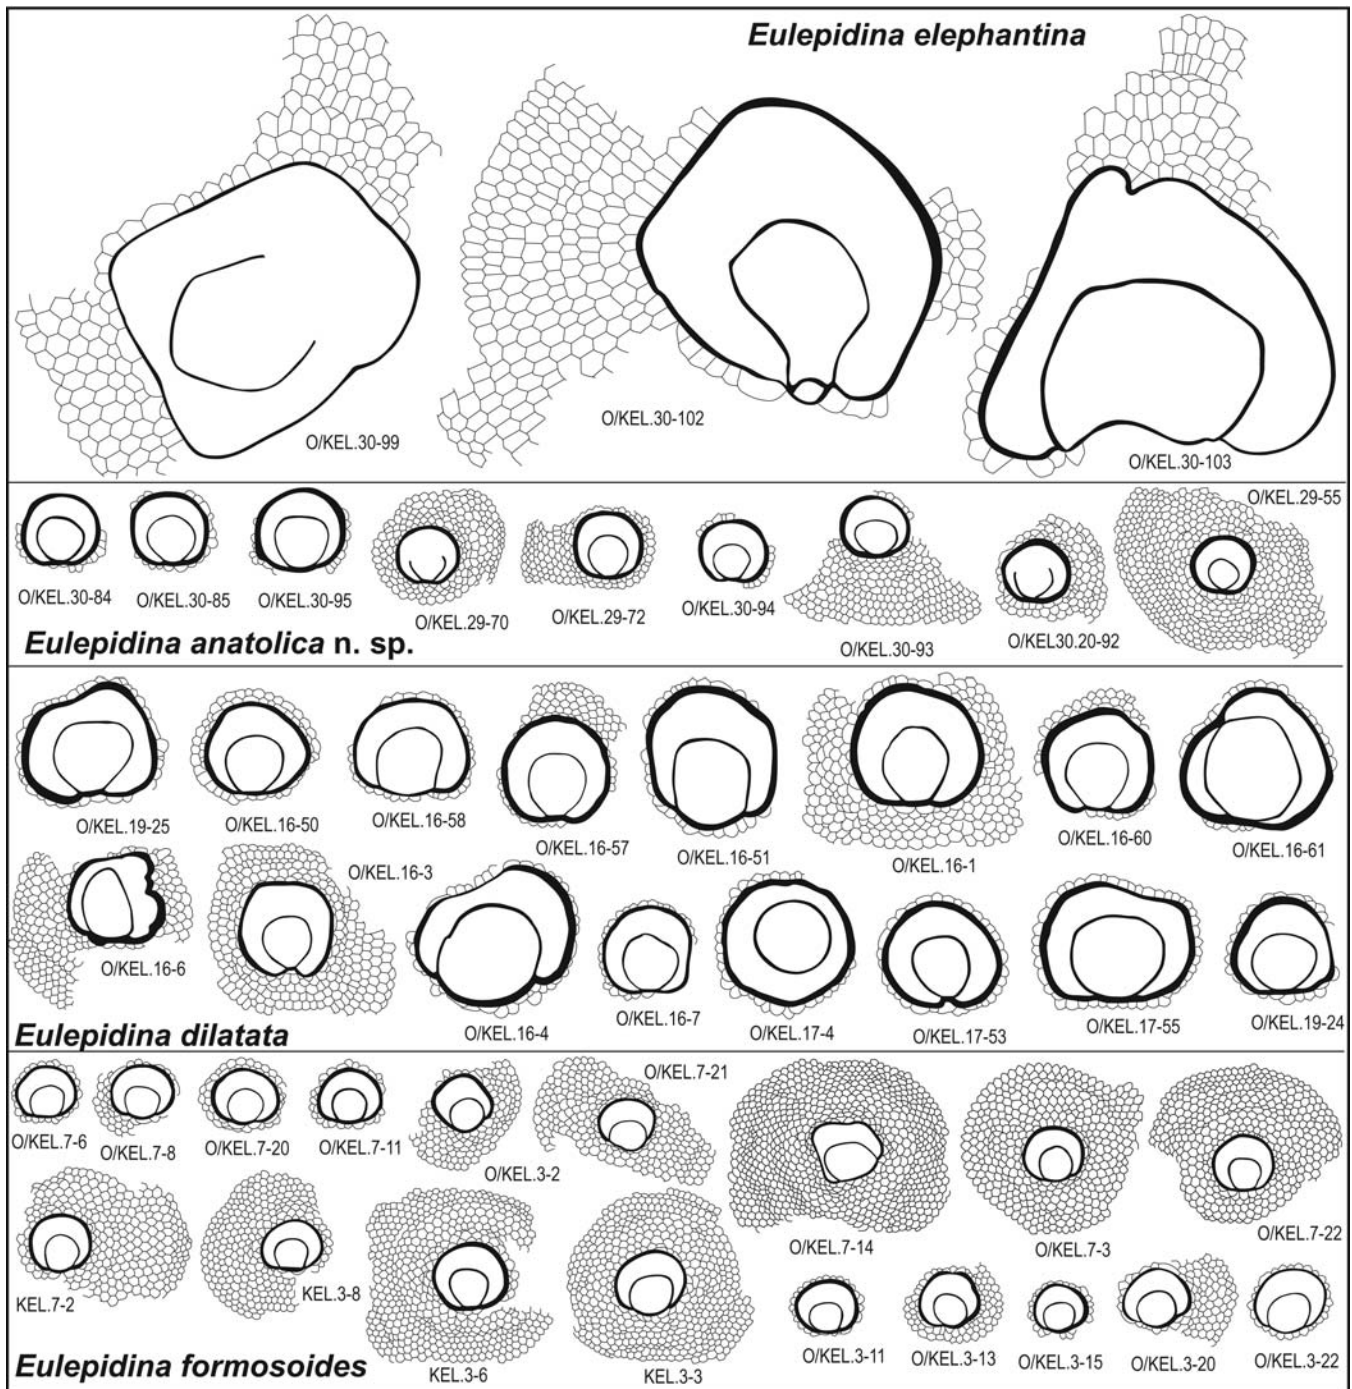 Eulepidina elephantina
O/KEL.30-99
O/KEL.30-102
O/KEL.30-103
O/KEL.29-55
O/KEL.30-84
O/KEL.30-85
O/KEL.30-95
O/KEL.29-70
O/KEL.29-72
O/KEL.30-94
O/KEL.30-93
O/KEL30.20-92
Eulepidina anatolica n. sp.
O/KEL.19-25
O/KEL.16-50
O/KEL.16-58
O/KEL.16-57
O/KEL.16-51
O/KEL.16-1
O/KEL.16-60
O/KEL.16-61
O/KEL.16-6
O/KEL.16-3
O/KEL.16-4
O/KEL.16-7
O/KEL.17-4
O/KEL.17-53
O/KEL.17-55
O/KEL.19-24
Eulepidina dilatata
O/KEL.7-6
O/KEL.7-8
O/KEL.7-20
O/KEL.7-11
O/KEL.3-2
O/KEL.7-21
O/KEL.7-14
O/KEL.7-3
O/KEL.7-22
KEL.7-2
KEL.3-8
KEL.3-6
KEL.3-3
O/KEL.3-11
O/KEL.3-13
O/KEL.3-15
O/KEL.3-20
O/KEL.3-22
Eulepidina formosoides